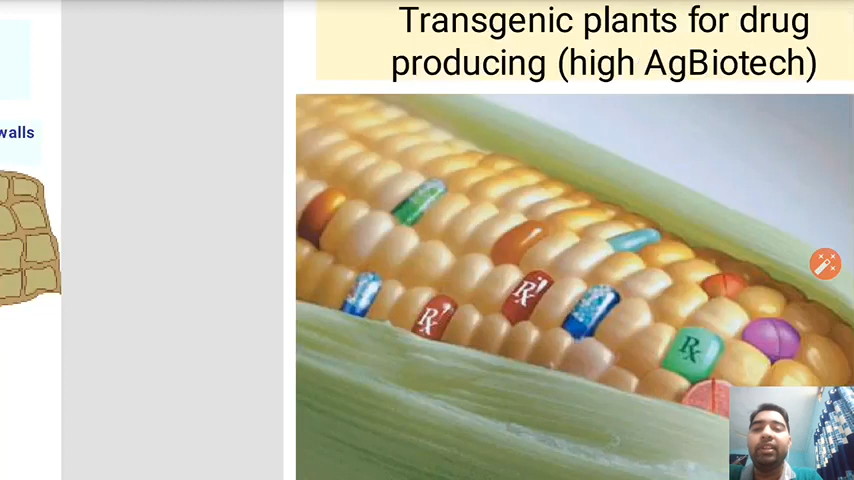 Transgenic plants for drug
producing (high AgBiotech)
walls
Rx
Rx
Rx